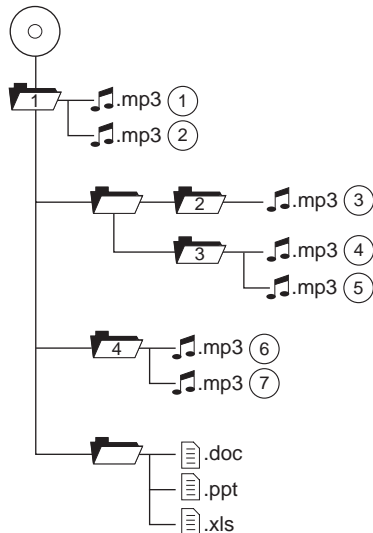 1 .mp3 1
.mp3 2
2 .mp3 3
3 .mp3 4
.mp3 5
4 .mp3 6
.mp3 7
.doc
.ppt
.xls